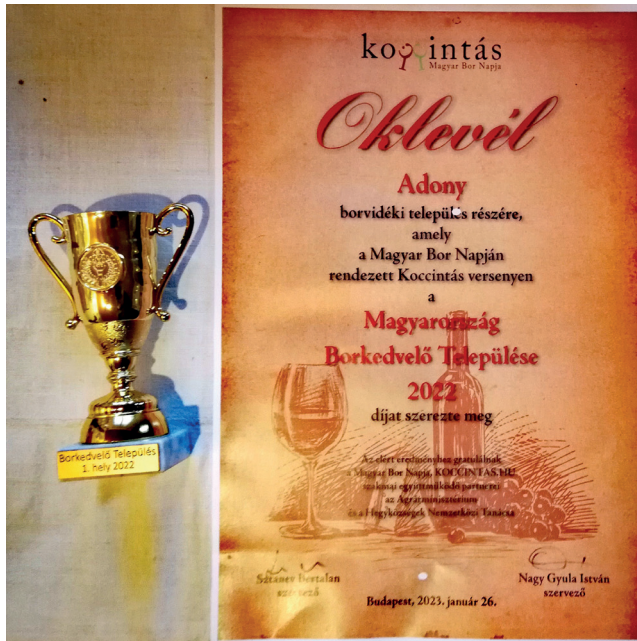 koccintás
Magyar Bor Napja
Oklevél
Adony
borvidéki település részére,
amely
a Magyar Bor Napján
rendezett Koccintás versenyen
a
Magyarország
Borkedvelő Települése
2022
díjat szerezte meg
Az elért eredményhez gratulálnak
a Magyar Bor Napja, KOCCINTAS.HU
szakmai együttműködő partnerei
az Agrárminisztérium
és a Hegyközségek Nemzetközi Tanácsa
Bertalan
szervező
Nagy Gyula István
szervező
Budapest, 2023. január 26.
Borkedvelő Település
1. hely 2022